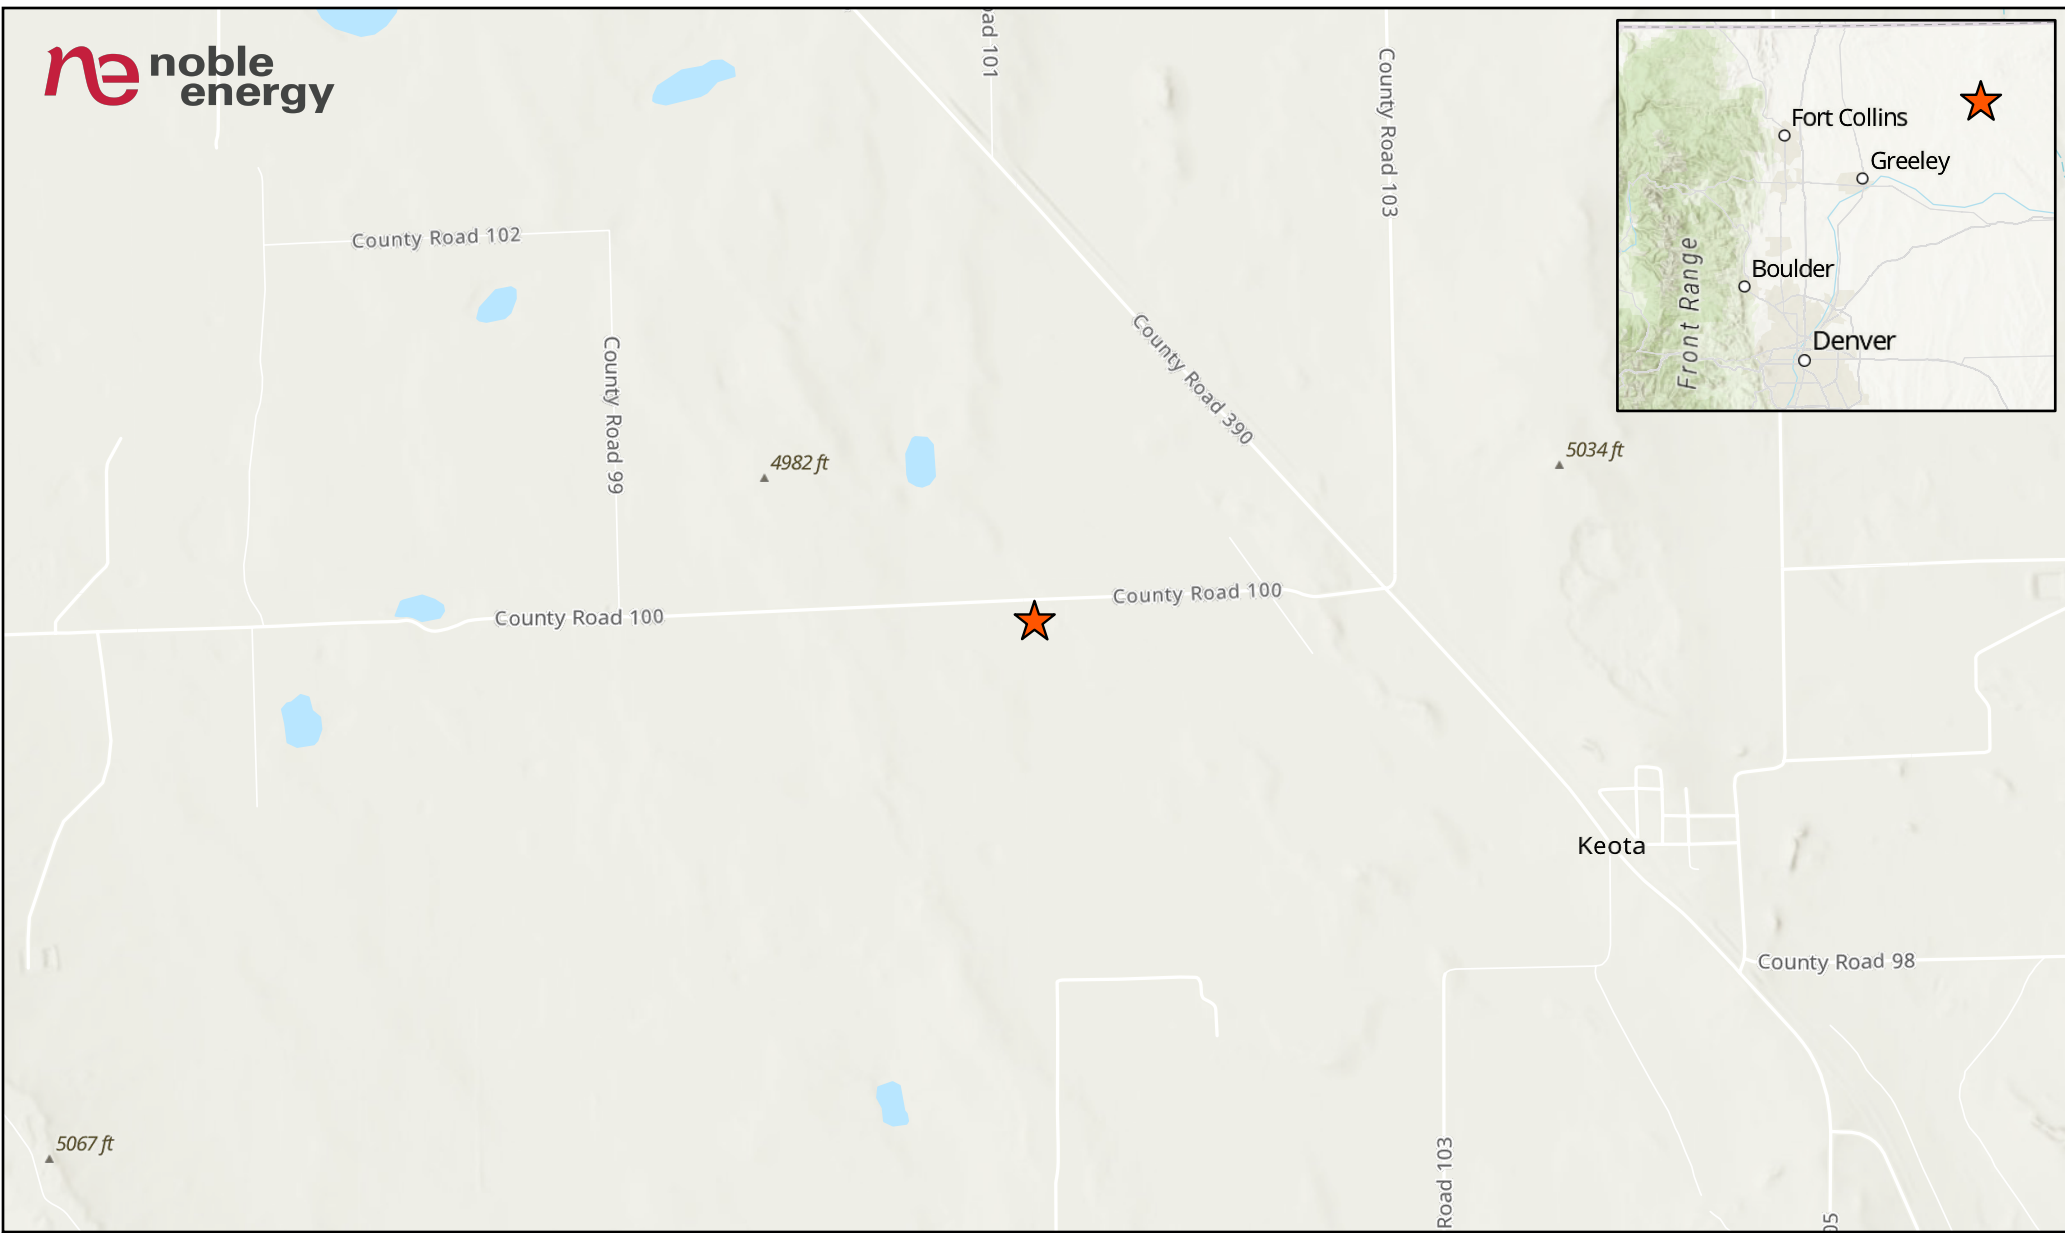 noble
energy
oad 101
County Road 103
Fort Collins
Greeley
Boulder
Front Range
Denver
County Road 102
County Road 99
County Road 390
4982 ft
5034 ft
County Road 100
County Road 100
Keota
County Road 98
5067 ft
Road 103
05